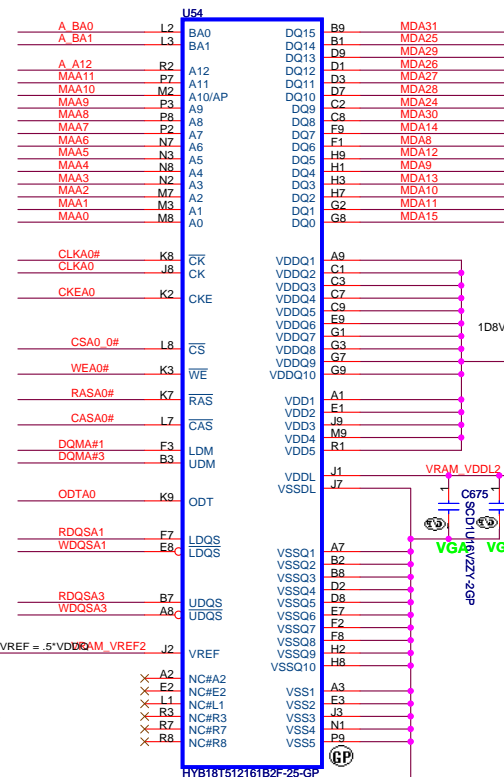 U54
A_BA0 L2 BA0 DQ15 B9 MDA31
A_BA1 L3 BA1 DQ14 B1 MDA25
DQ13 D9 MDA29
A_A12 R2 A12 DQ12 D1 MDA26
MAA11 P7 A11 DQ11 D3 MDA27
MAA10 M2 A10/AP DQ10 D7 MDA28
MAA9 P3 A9 DQ9 C2 MDA24
MAA8 P8 A8 DQ8 C8 MDA30
MAA7 P2 A7 DQ7 F9 MDA14
MAA6 N7 A6 DQ6 F1 MDA8
MAA5 N3 A5 DQ5 H9 MDA12
MAA4 N8 A4 DQ4 H1 MDA9
MAA3 N2 A3 DQ3 H3 MDA13
MAA2 M7 A2 DQ2 H7 MDA10
MAA1 M3 A1 DQ1 G2 MDA11
MAA0 M8 A0 DQ0 G8 MDA15
CLKA0# K8 CK VDDQ1 A9
CLKA0 J8 CK VDDQ2 C1
VDDQ3 C3
CKEA0 K2 CKE VDDQ4 C7
VDDQ5 C9
VDDQ6 E9
VDDQ7 G1 1D8V
CSA0_0# L8 CS VDDQ8 G3
VDDQ9 G7
WEA0# K3 WE VDDQ10 G9
RASA0# K7 RAS VDD1 A1
VDD2 E1
CASA0# L7 CAS VDD3 J9
VDD4 M9
DQMA#1 F3 LDM VDD5 R1
DQMA#3 B3 UDM
VDDL J1 VRAM_VDDL2
VSSDL J7
ODTA0 K9 ODT
1 C675 1
SCD1U16V2ZY-2GP
RDQSA1 F7 LDQS
WDQSA1 E8 LDQS VSSQ1 A7 VGA VG
VSSQ2 B2
VSSQ3 B8
VSSQ4 D2
RDQSA3 B7 UDQS VSSQ5 D8
WDQSA3 A8 UDQS VSSQ6 E7
VSSQ7 F2
VSSQ8 F8
VREF = .5*VDDQ VRAM_VREF2 J2 VREF VSSQ9 H2
VSSQ10 H8
A2 NC#A2
E2 NC#E2 VSS1 A3
L1 NC#L1 VSS2 E3
R3 NC#R3 VSS3 J3
R7 NC#R7 VSS4 N1
R8 NC#R8 VSS5 P9
GP
HYB18T512161B2F-25-GP